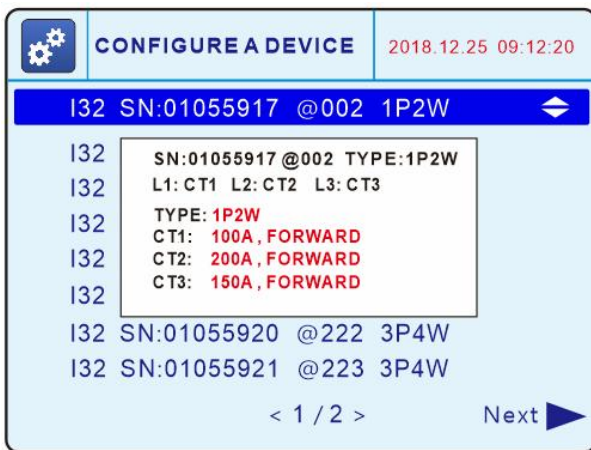 CONFIGURE A DEVICE
2018.12.25 09:12:20
I32 SN:01055917 @002 1P2W
I32
I32
I32
I32
I32
SN:01055917 @002 TYPE:1P2W
L1: CT1 L2: CT2 L3: CT3
TYPE: 1P2W
CT1: 100A, FORWARD
CT2: 200A, FORWARD
CT3: 150A, FORWARD
I32 SN:01055920 @222 3P4W
I32 SN:01055921 @223 3P4W
< 1 / 2 >
Next